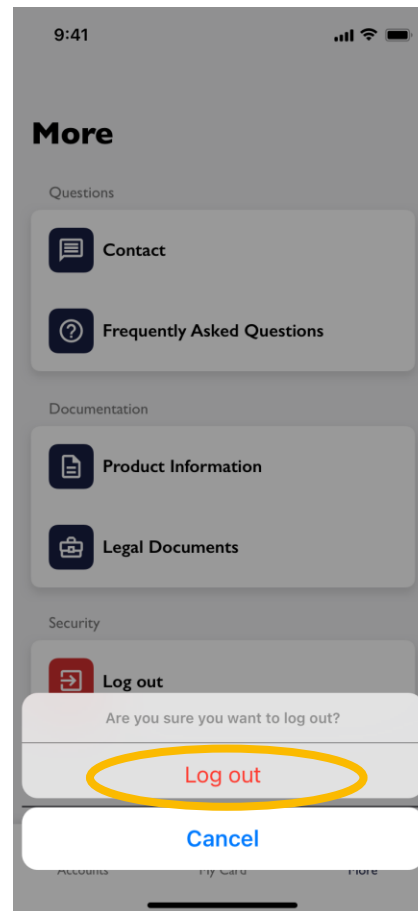 9:41
More
Questions
Contact
Frequently Asked Questions
Documentation
Product Information
Legal Documents
Security
Log out
Are you sure you want to log out?
Log out
Cancel
Accounts My Card More